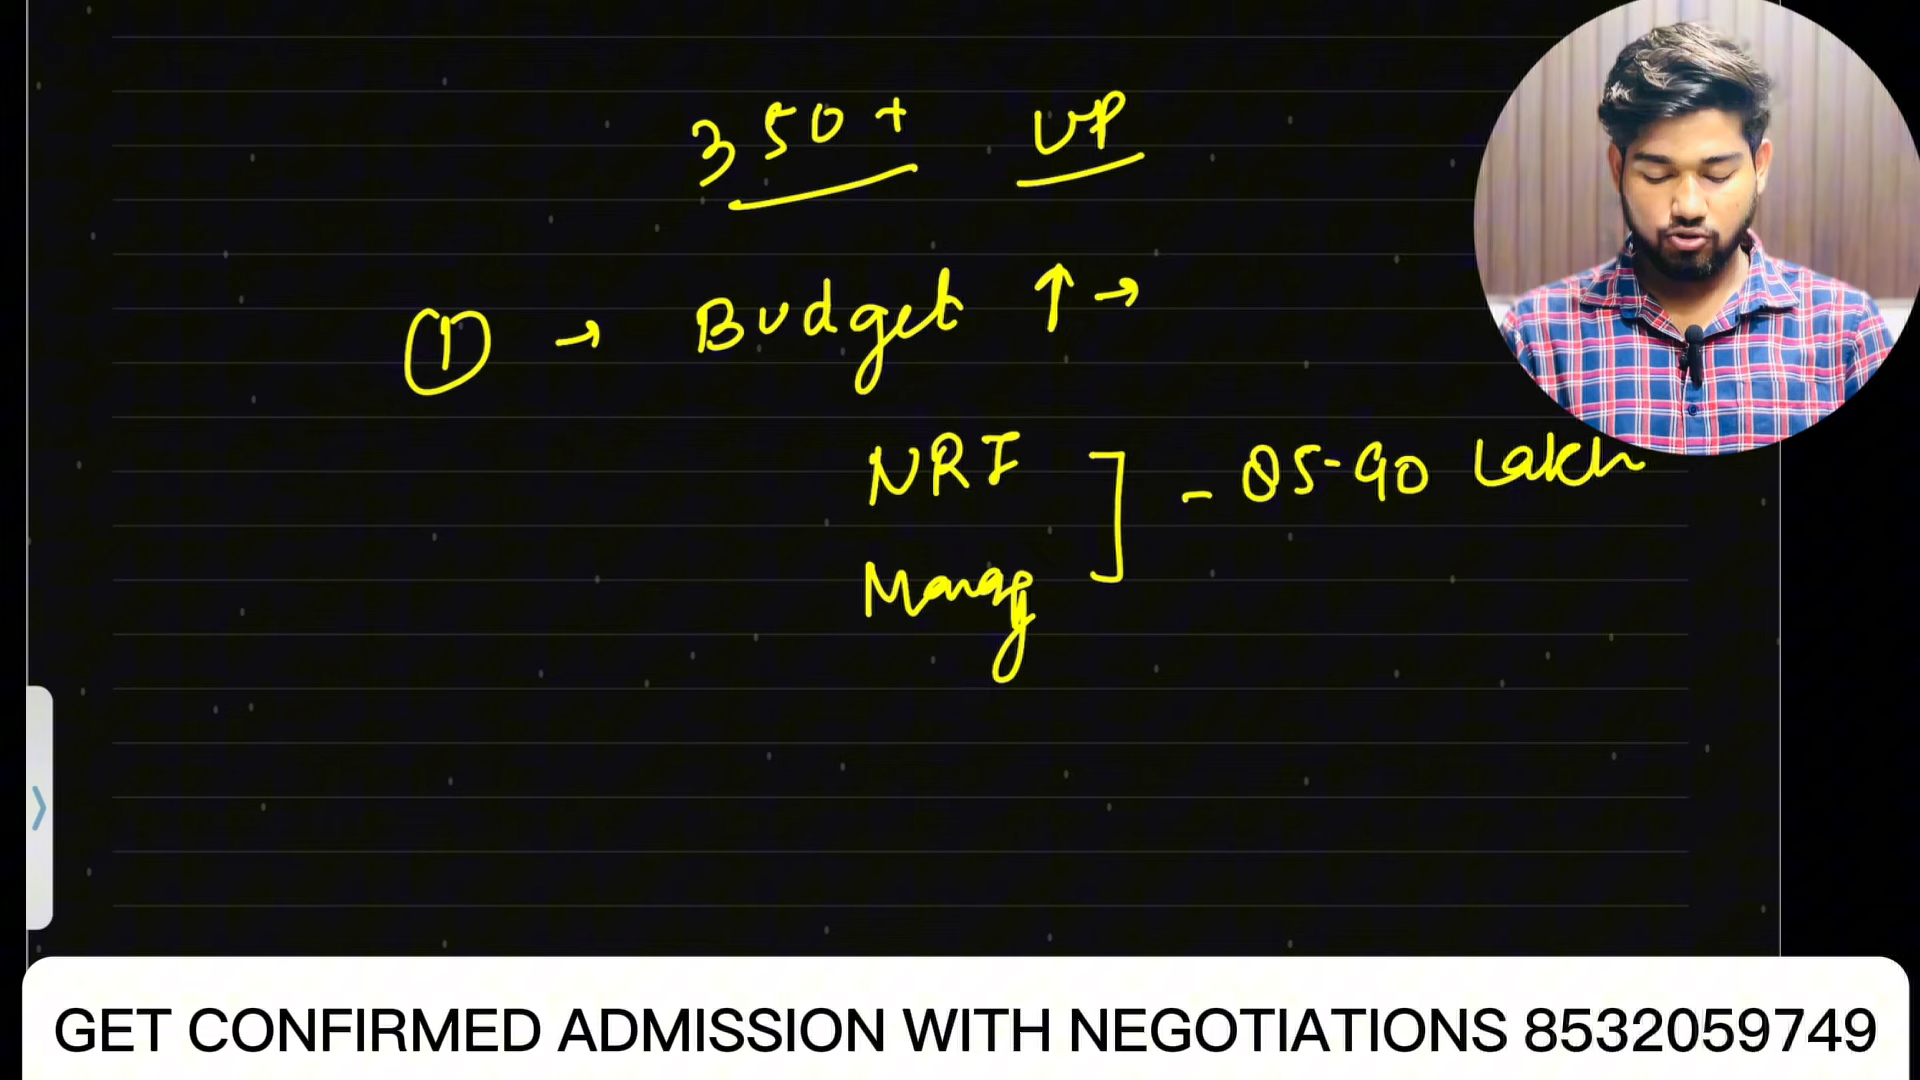 350+ UP
① → Budget ↑ →
NRI ] - 85-90 Lakh
Manag
GET CONFIRMED ADMISSION WITH NEGOTIATIONS 8532059749